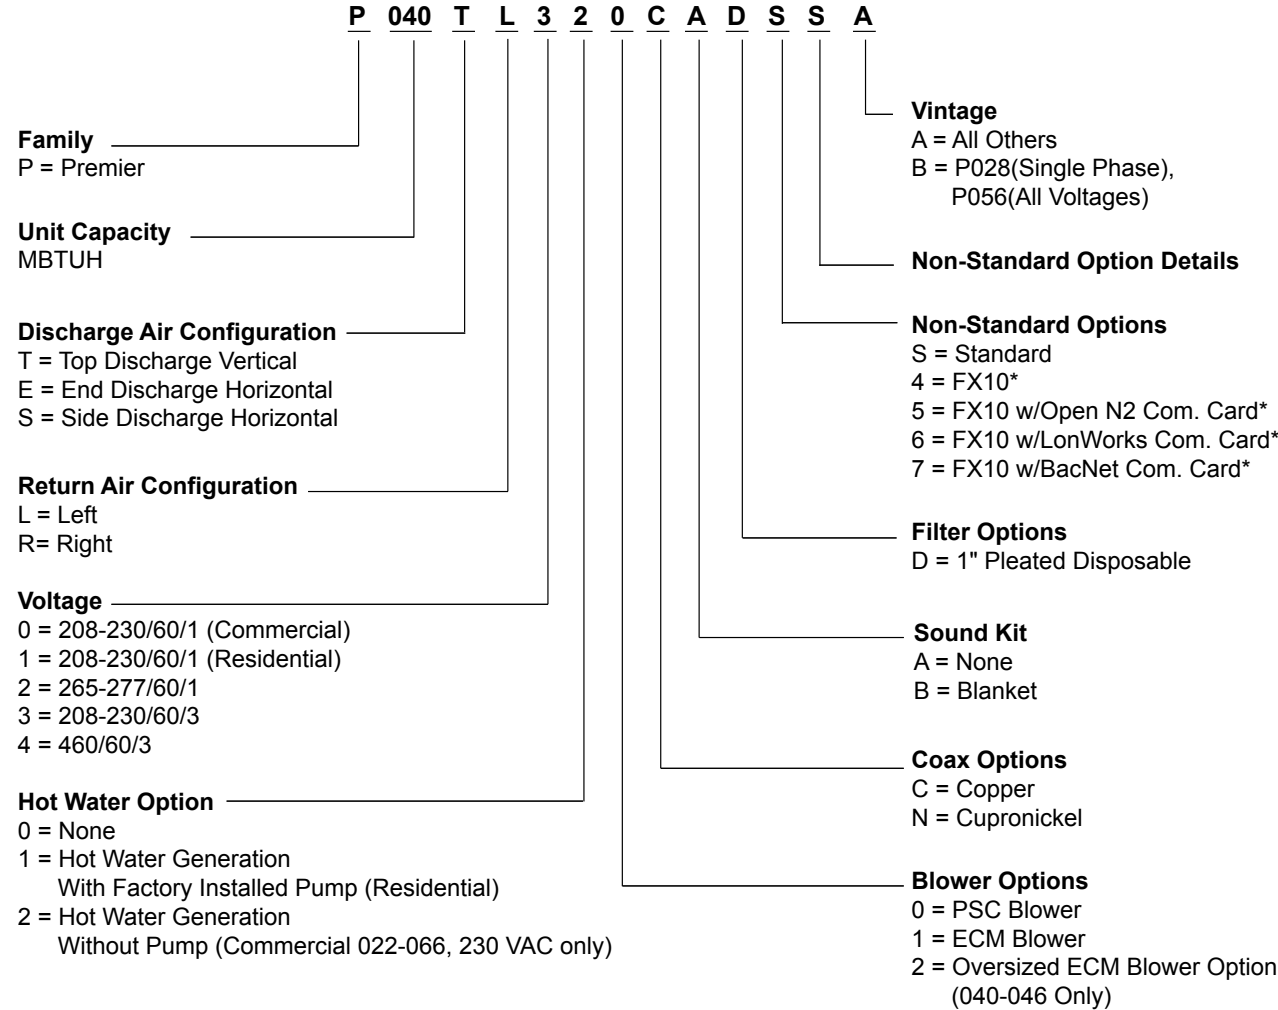 P 040 T L 3 2 0 C A D S S A
Family
P = Premier
Unit Capacity
MBTUH
Discharge Air Configuration
T = Top Discharge Vertical
E = End Discharge Horizontal
S = Side Discharge Horizontal
Return Air Configuration
L = Left
R= Right
Voltage
0 = 208-230/60/1 (Commercial)
1 = 208-230/60/1 (Residential)
2 = 265-277/60/1
3 = 208-230/60/3
4 = 460/60/3
Hot Water Option
0 = None
1 = Hot Water Generation
With Factory Installed Pump (Residential)
2 = Hot Water Generation
Without Pump (Commercial 022-066, 230 VAC only)
Vintage
A = All Others
B = P028(Single Phase),
P056(All Voltages)
Non-Standard Option Details
Non-Standard Options
S = Standard
4 = FX10*
5 = FX10 w/Open N2 Com. Card*
6 = FX10 w/LonWorks Com. Card*
7 = FX10 w/BacNet Com. Card*
Filter Options
D = 1" Pleated Disposable
Sound Kit
A = None
B = Blanket
Coax Options
C = Copper
N = Cupronickel
Blower Options
0 = PSC Blower
1 = ECM Blower
2 = Oversized ECM Blower Option
(040-046 Only)